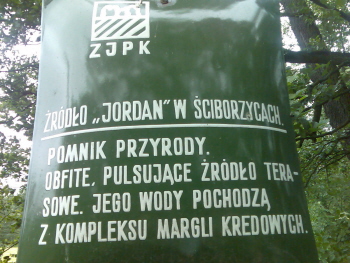 ZJPK
ŹRÓDŁO „JORDAN" W ŚCIBORZYCACH.
POMNIK PRZYRODY.
OBFITE, PULSUJĄCE ŹRÓDŁO TERA-
SOWE. JEGO WODY POCHODZĄ
Z KOMPLEKSU MARGLI KREDOWYCH.